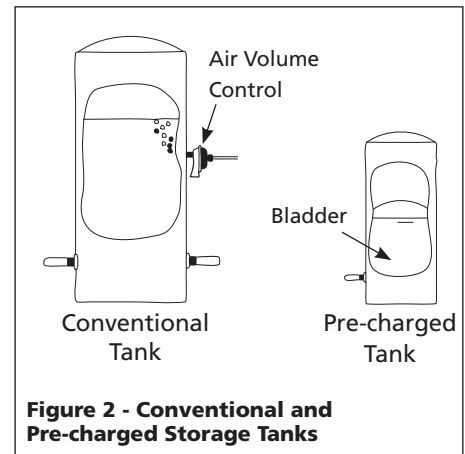 Air Volume
Control
Bladder
Conventional
Tank
Pre-charged
Tank
Figure 2 - Conventional and
Pre-charged Storage Tanks